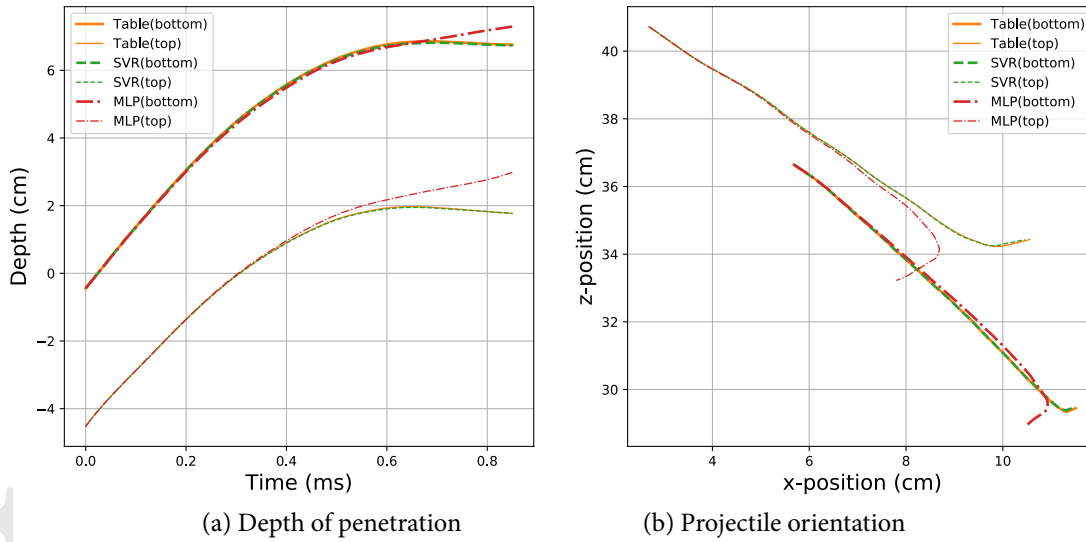 Table(bottom)
Table(top)
SVR(bottom)
SVR(top)
MLP(bottom)
MLP(top)
6
4
2
0
−2
−4
Depth (cm)
0.0 0.2 0.4 0.6 0.8
Time (ms)
(a) Depth of penetration
Table(bottom)
Table(top)
SVR(bottom)
SVR(top)
MLP(bottom)
MLP(top)
40
38
36
34
32
30
z-position (cm)
4 6 8 10
x-position (cm)
(b) Projectile orientation